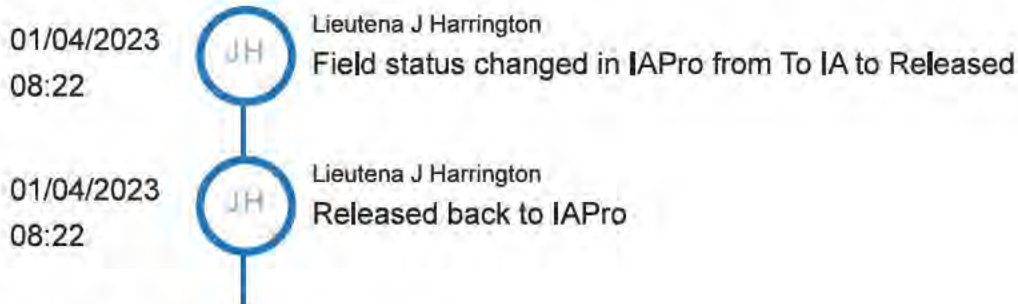 Lieutena J Harrington
01/04/2023
JH
Field status changed in IAPro from To IA to Released
08:22
Lieutena J Harrington
01/04/2023
JH
Released back to IAPro
08:22